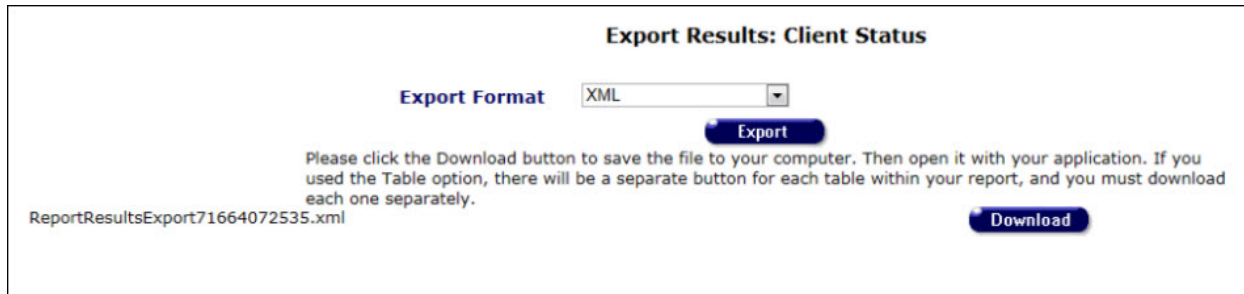 Export Results: Client Status
Export Format XML
Export
Please click the Download button to save the file to your computer. Then open it with your application. If you
used the Table option, there will be a separate button for each table within your report, and you must download
each one separately.
ReportResultsExport71664072535.xml Download